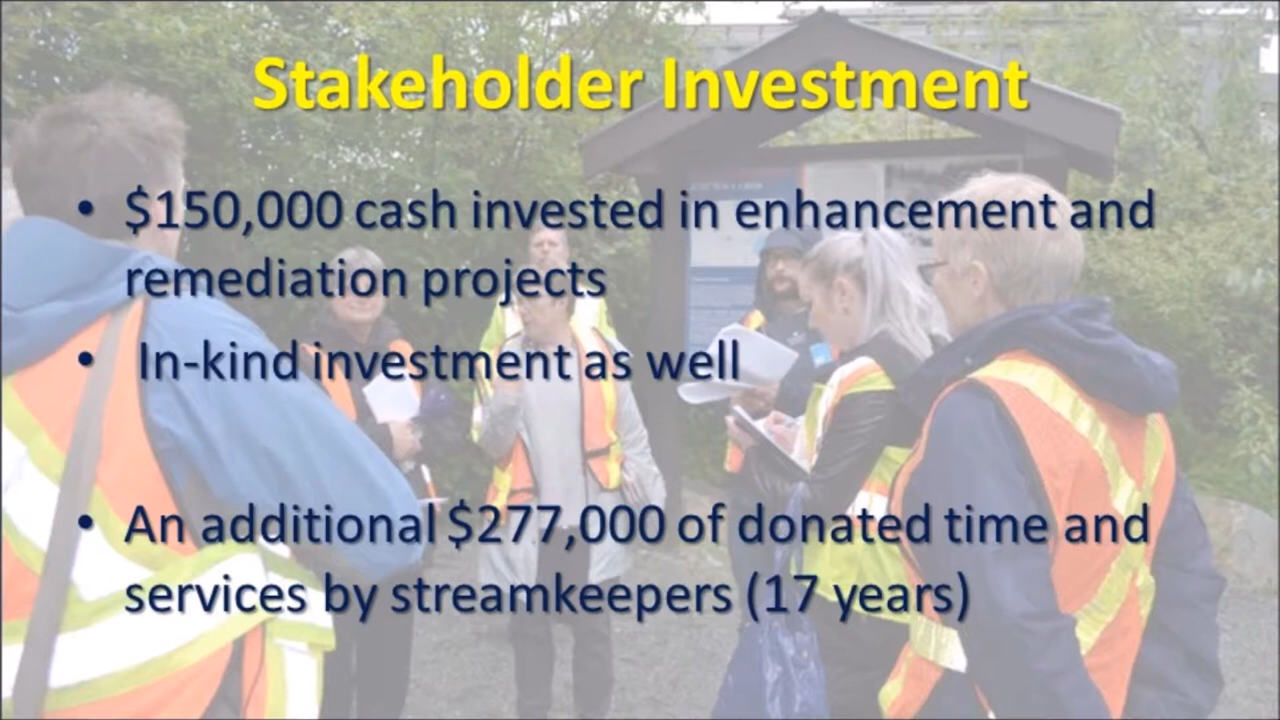 Stakeholder Investment
• $150,000 cash invested in enhancement and
remediation projects
• In-kind investment as well
• An additional $277,000 of donated time and
services by streamkeepers (17 years)